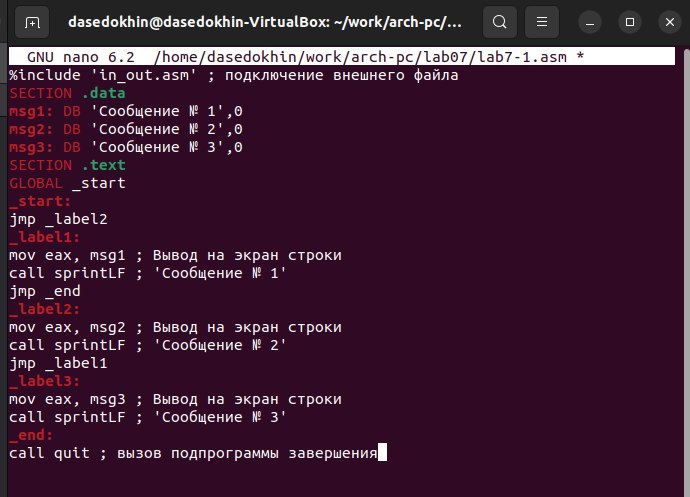 dasedokhin@dasedokhin-VirtualBox: ~/work/arch-pc/...
GNU nano 6.2 /home/dasedokhin/work/arch-pc/lab07/lab7-1.asm *
%include 'in_out.asm' ; подключение внешнего файла
SECTION .data
msg1: DB 'Сообщение № 1',0
msg2: DB 'Сообщение № 2',0
msg3: DB 'Сообщение № 3',0
SECTION .text
GLOBAL _start
_start:
jmp _label2
_label1:
mov eax, msg1 ; Вывод на экран строки
call sprintLF ; 'Сообщение № 1'
jmp _end
_label2:
mov eax, msg2 ; Вывод на экран строки
call sprintLF ; 'Сообщение № 2'
jmp _label1
_label3:
mov eax, msg3 ; Вывод на экран строки
call sprintLF ; 'Сообщение № 3'
_end:
call quit ; вызов подпрограммы завершения